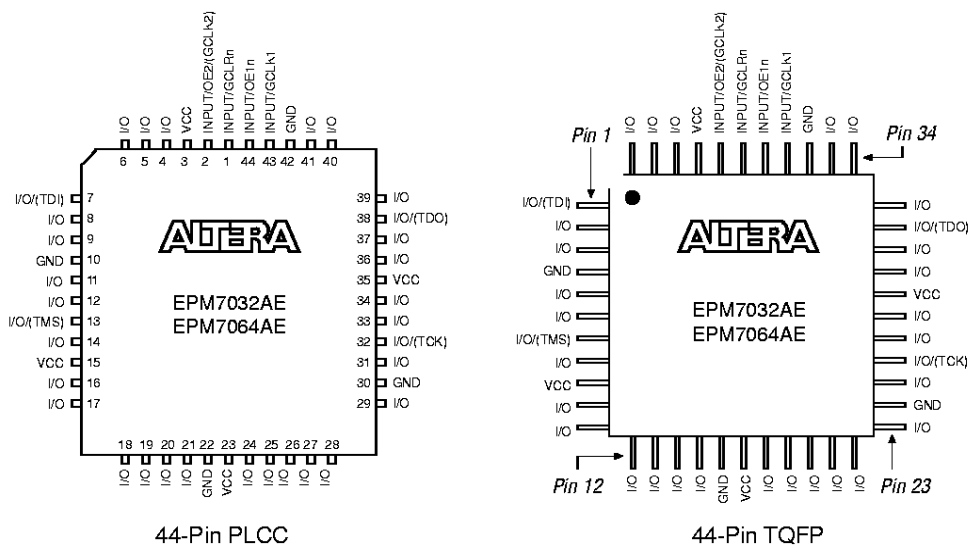 I/O
I/O
I/O
VCC
INPUT/OE2/(GCLK2)
INPUT/GCLRn
INPUT/OE1n
INPUT/GCLK1
GND
I/O
I/O
6 5 4 3 2 1 44 43 42 41 40
I/O/(TDI) 7
I/O 8
I/O 9
GND 10
I/O 11
I/O 12
I/O/(TMS) 13
I/O 14
VCC 15
I/O 16
I/O 17
ALTERA
EPM7032AE
EPM7064AE
39 I/O
38 I/O/(TDO)
37 I/O
36 I/O
35 VCC
34 I/O
33 I/O
32 I/O/(TCK)
31 I/O
30 GND
29 I/O
18 19 20 21 22 23 24 25 26 27 28
I/O
I/O
I/O
I/O
GND
VCC
I/O
I/O
I/O
I/O
I/O
44-Pin PLCC
I/O
I/O
I/O
VCC
INPUT/OE2/(GCLK2)
INPUT/GCLRn
INPUT/OE1n
INPUT/GCLK1
GND
I/O
I/O
Pin 1
Pin 34
I/O/(TDI)
I/O
I/O
GND
I/O
I/O
I/O/(TMS)
I/O
VCC
I/O
I/O
ALTERA
EPM7032AE
EPM7064AE
I/O
I/O/(TDO)
I/O
I/O
VCC
I/O
I/O
I/O/(TCK)
I/O
GND
I/O
Pin 12
Pin 23
I/O
I/O
I/O
I/O
GND
VCC
I/O
I/O
I/O
I/O
I/O
44-Pin TQFP